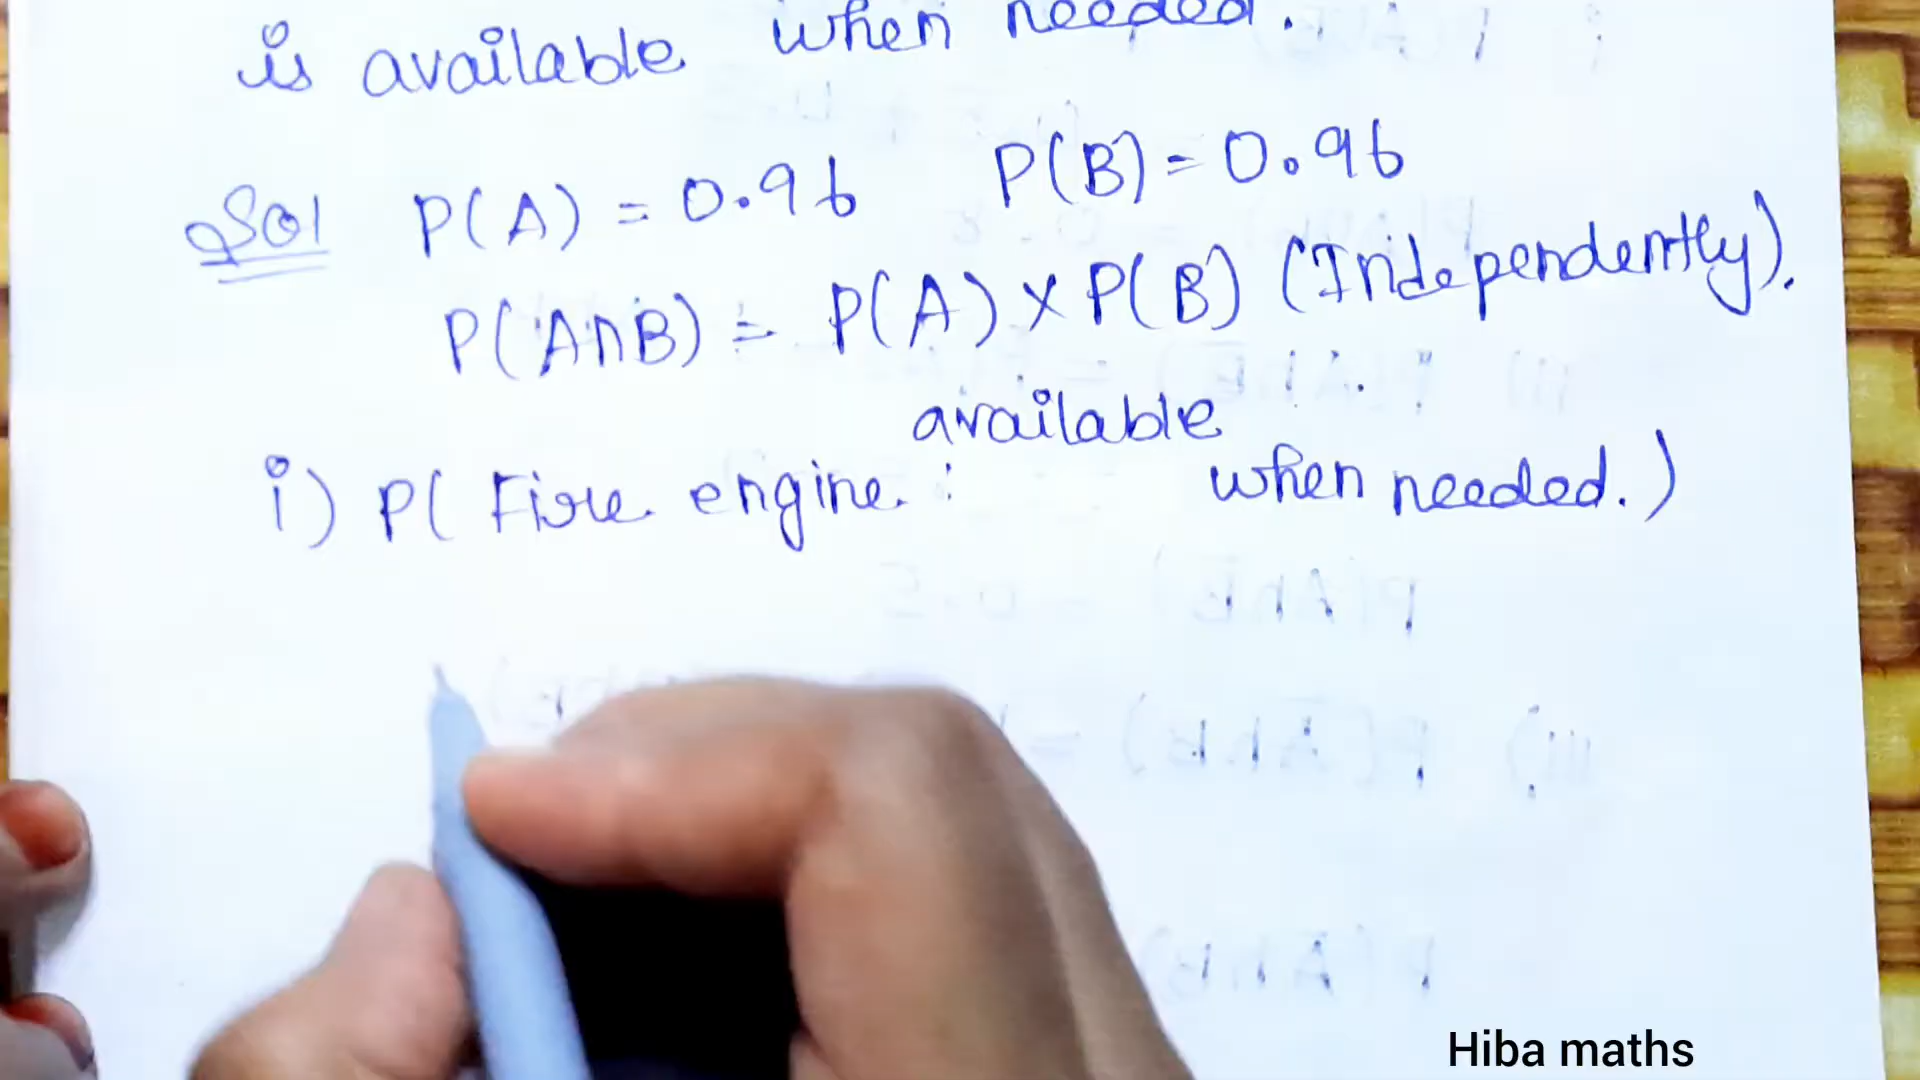 is available when needed.
Sol P(A) = 0.96 P(B) = 0.96
P(A∩B) = P(A) × P(B) (Independently).
available
i) P( Fire engine when needed.)
Hiba maths